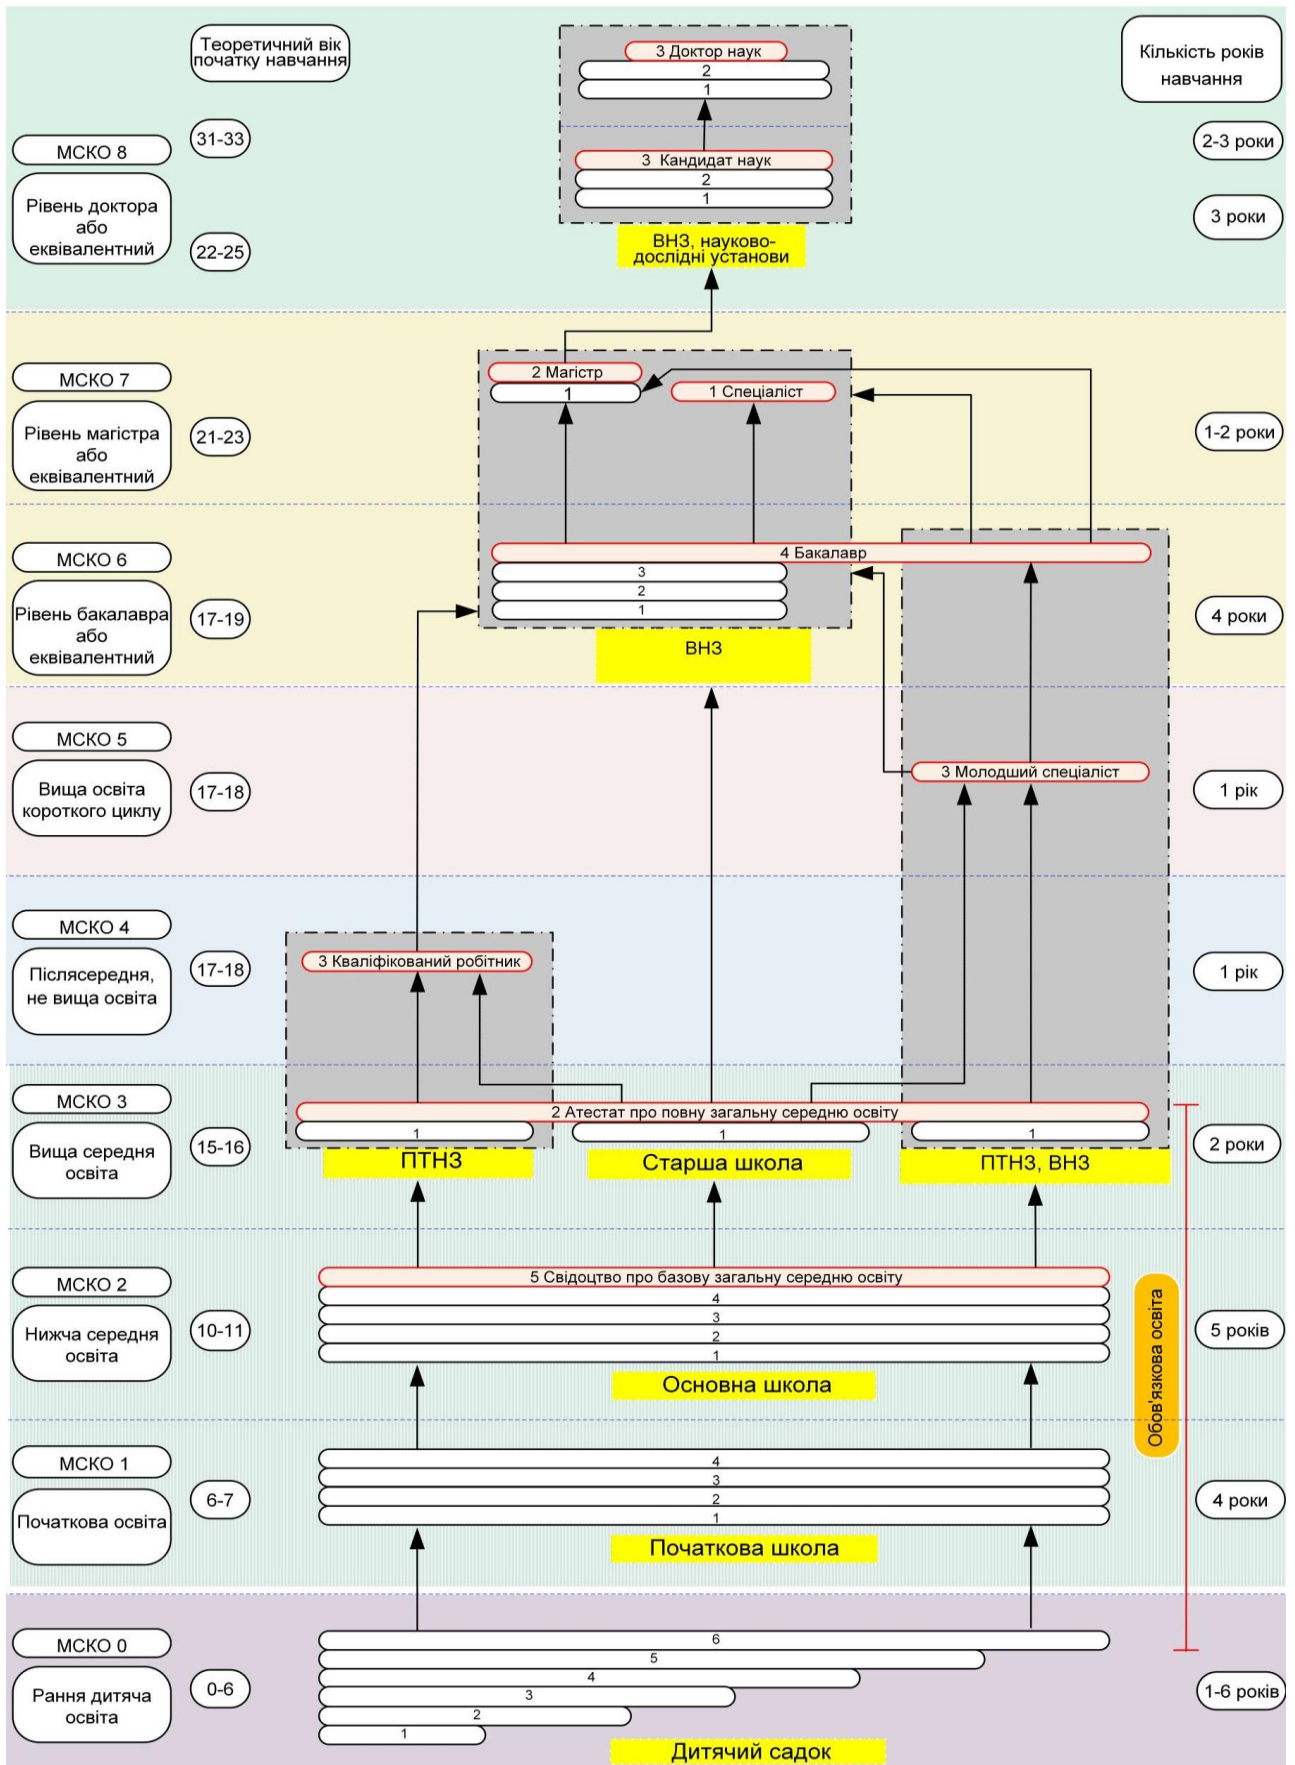 Теоретичний вік
початку навчання
Кількість років
навчання
3 Доктор наук
2
1
3 Кандидат наук
2
1
ВНЗ, науково-
дослідні установи
МСКО 8
Рівень доктора
або
еквівалентний
31-33
22-25
2-3 роки
3 роки
МСКО 7
Рівень магістра
або
еквівалентний
21-23
2 Магістр
1
1 Спеціаліст
1-2 роки
МСКО 6
Рівень бакалавра
або
еквівалентний
17-19
4 Бакалавр
3
2
1
ВНЗ
4 роки
МСКО 5
Вища освіта
короткого циклу
17-18
3 Молодший спеціаліст
1 рік
МСКО 4
Післясередня,
не вища освіта
17-18
3 Кваліфікований робітник
1 рік
МСКО 3
Вища середня
освіта
15-16
2 Атестат про повну загальну середню освіту
1
1
1
ПТНЗ
Старша школа
ПТНЗ, ВНЗ
2 роки
МСКО 2
Нижча середня
освіта
10-11
5 Свідоцтво про базову загальну середню освіту
4
3
2
1
Основна школа
Обов'язкова освіта
5 років
МСКО 1
Початкова освіта
6-7
4
3
2
1
Початкова школа
4 роки
МСКО 0
Рання дитяча
освіта
0-6
6
5
4
3
2
1
Дитячий садок
1-6 років